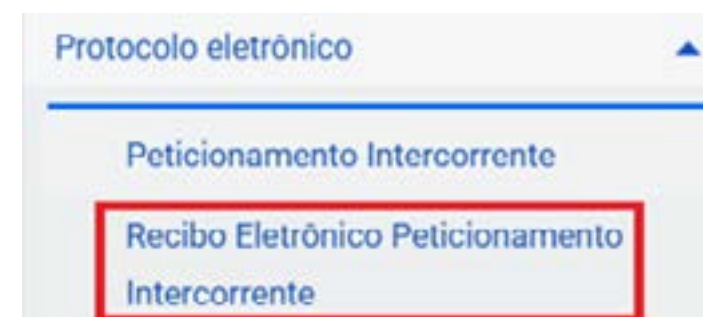 Protocolo eletrônico
Peticionamento Intercorrente
Recibo Eletrônico Peticionamento
Intercorrente